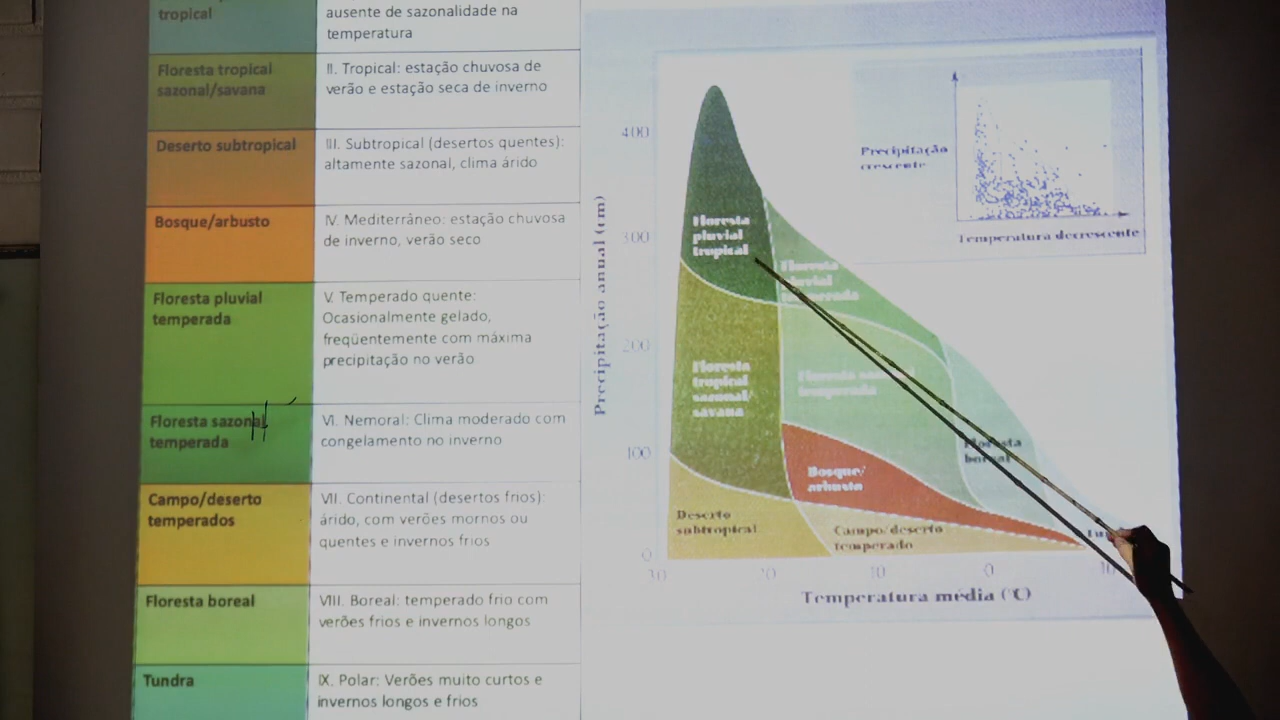 tropical
ausente de sazonalidade na
temperatura
Floresta tropical
sazonal/savana
II. Tropical: estação chuvosa de
verão e estação seca de inverno
Deserto subtropical
III. Subtropical (desertos quentes):
altamente sazonal, clima árido
Bosque/arbusto
IV. Mediterrâneo: estação chuvosa
de inverno, verão seco
Floresta pluvial
temperada
V. Temperado quente:
Ocasionalmente gelado,
freqüentemente com máxima
precipitação no verão
Floresta sazonal
temperada
VI. Nemoral: Clima moderado com
congelamento no inverno
Campo/deserto
temperados
VII. Continental (desertos frios):
árido, com verões mornos ou
quentes e invernos frios
Floresta boreal
VIII. Boreal: temperado frio com
verões frios e invernos longos
Tundra
IX. Polar: Verões muito curtos e
invernos longos e frios
Precipitação anual (cm)
400
300
200
100
0
Floresta
pluvial
tropical
Floresta
pluvial
temperada
Floresta
tropical
sazonal/
savana
Floresta sazonal
temperada
Floresta
boreal
Bosque/
arbusto
Deserto
subtropical
Campo/deserto
temperado
30 20 10 0 10
Temperatura média (°C)
Precipitação
crescente
Temperatura decrescente